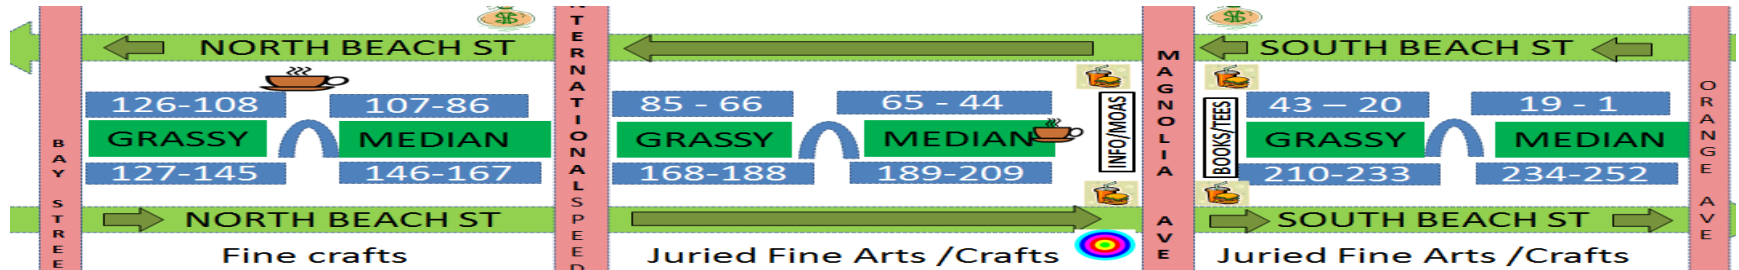 NORTH BEACH ST
SOUTH BEACH ST
126-108
107-86
85 - 66
65 - 44
43 – 20
19 - 1
GRASSY
MEDIAN
GRASSY
MEDIAN
GRASSY
MEDIAN
127-145
146-167
168-188
189-209
210-233
234-252
NORTH BEACH ST
SOUTH BEACH ST
Fine crafts
Juried Fine Arts /Crafts
Juried Fine Arts /Crafts
BAY STREE
NTERNATIONALSPEED
INFO/MOAS
MAGNOLIA AVE
BOOKS/TEES
ORANGE AVE